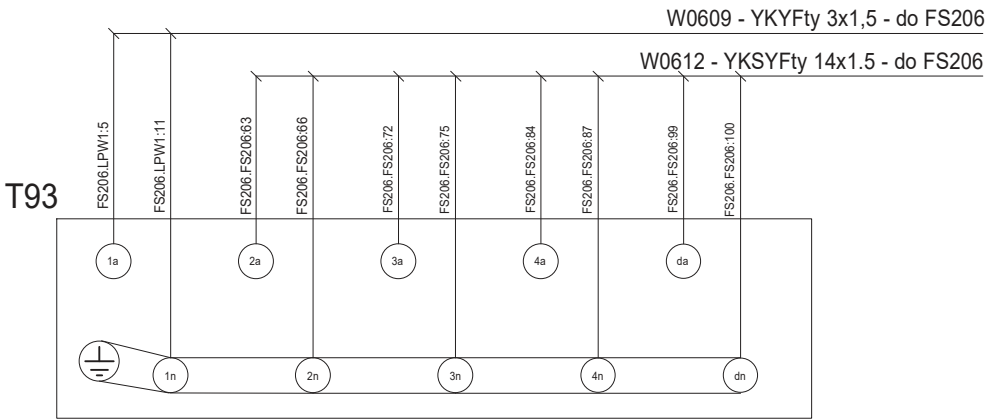 W0609 - YKYFty 3x1,5 - do FS206
W0612 - YKSYFty 14x1.5 - do FS206
FS206.LPW1:5
FS206.LPW1:11
FS206.FS206:63
FS206.FS206:66
FS206.FS206:72
FS206.FS206:75
FS206.FS206:84
FS206.FS206:87
FS206.FS206:99
FS206.FS206:100
T93
1a
2a
3a
4a
da
1n
2n
3n
4n
dn